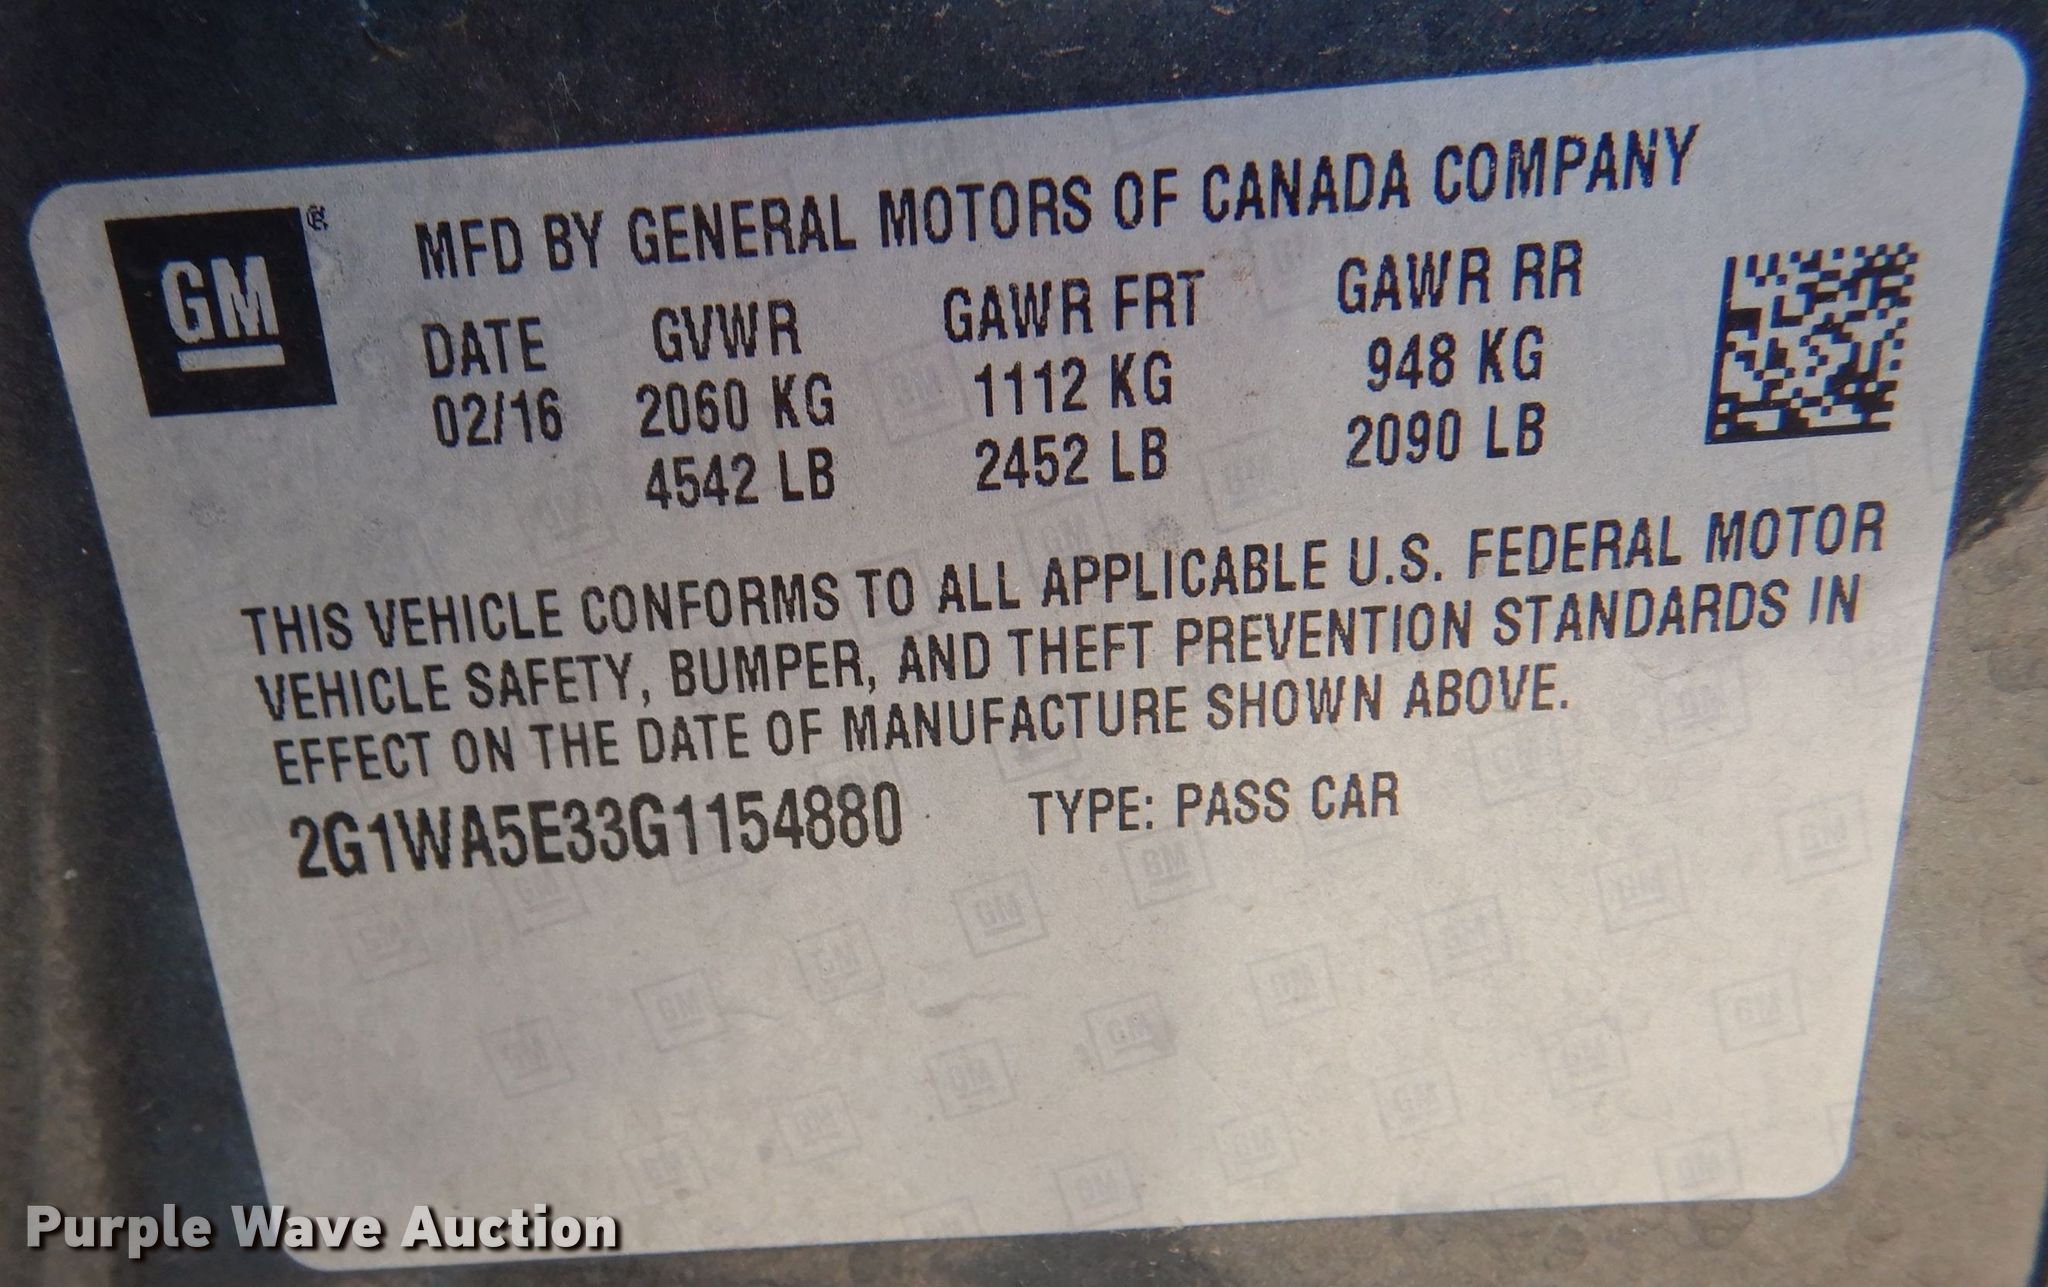 GM ®
MFD BY GENERAL MOTORS OF CANADA COMPANY
DATE GVWR GAWR FRT GAWR RR
02/16 2060 KG 1112 KG 948 KG
4542 LB 2452 LB 2090 LB
THIS VEHICLE CONFORMS TO ALL APPLICABLE U.S. FEDERAL MOTOR
VEHICLE SAFETY, BUMPER, AND THEFT PREVENTION STANDARDS IN
EFFECT ON THE DATE OF MANUFACTURE SHOWN ABOVE.
2G1WA5E33G1154880 TYPE: PASS CAR
Purple Wave Auction